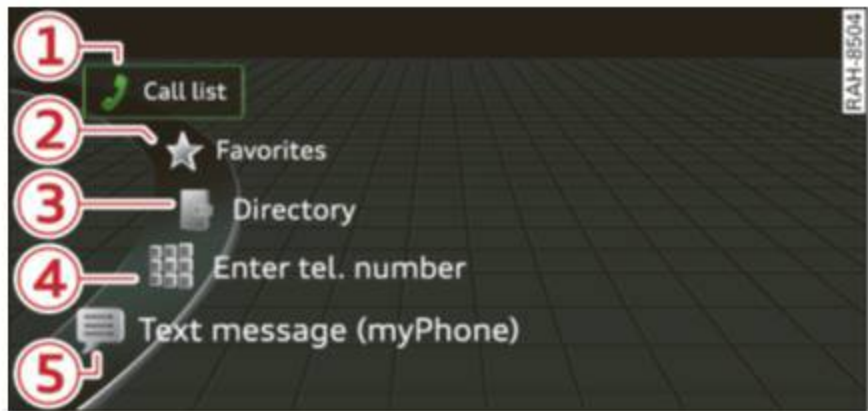 1
Call list
2
Favorites
3
Directory
4
Enter tel. number
5
Text message (myPhone)
RAH-8504